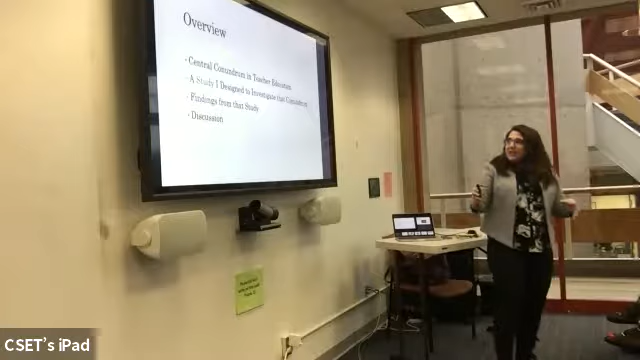 Overview
- Central Conundrum in Teacher Education
- A Study I Designed to Investigate that Conundrum
- Findings from that Study
- Discussion
CSET's iPad